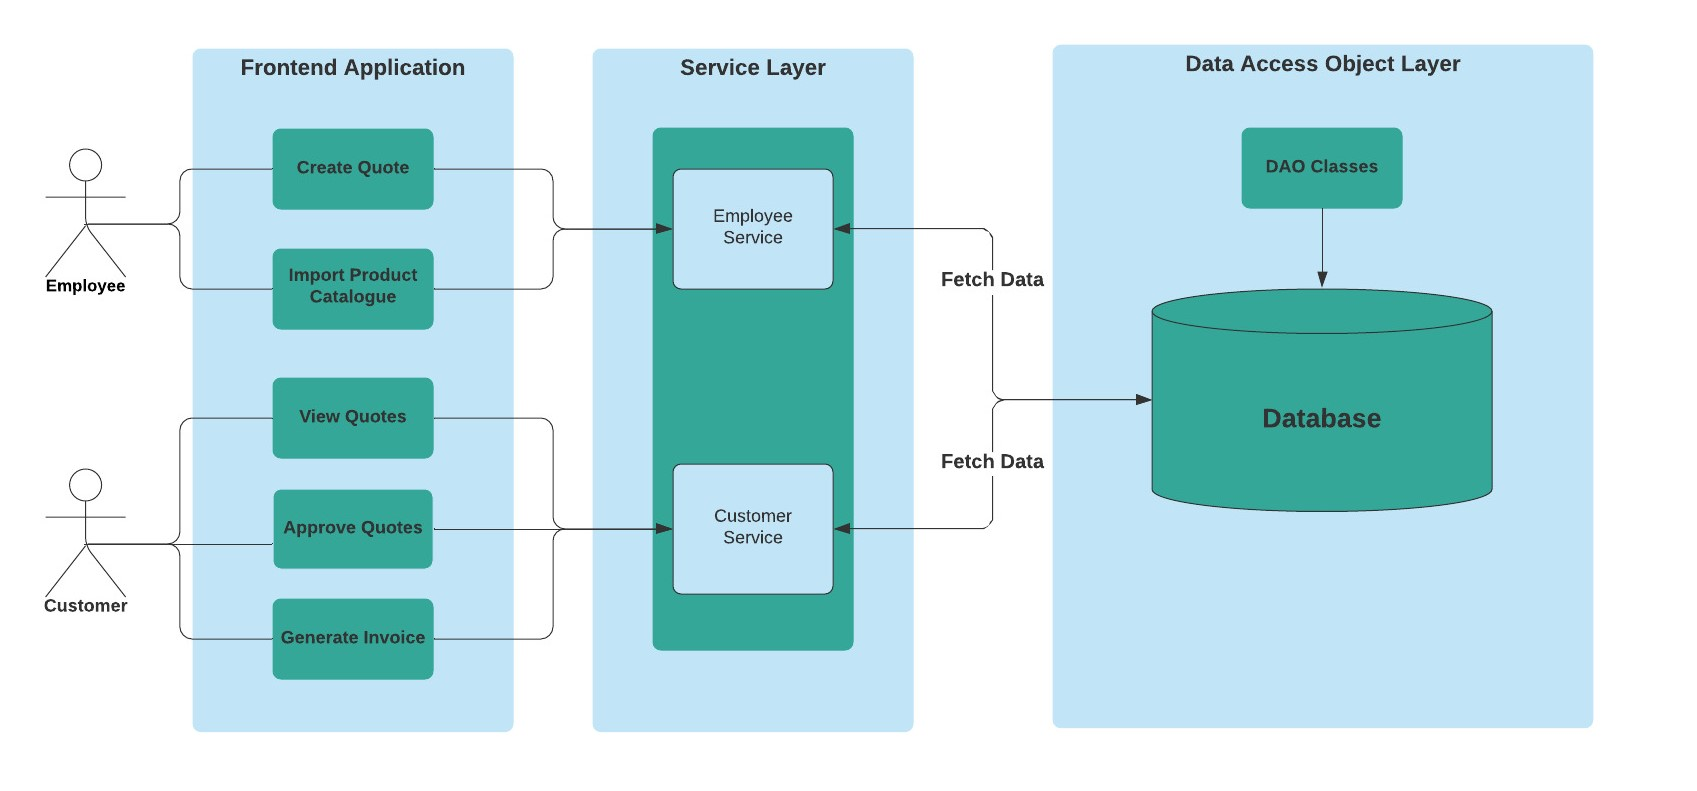 Frontend Application
Service Layer
Data Access Object Layer
Employee
Create Quote
Import Product
Catalogue
Customer
View Quotes
Approve Quotes
Generate Invoice
Employee
Service
Customer
Service
Fetch Data
Fetch Data
DAO Classes
Database